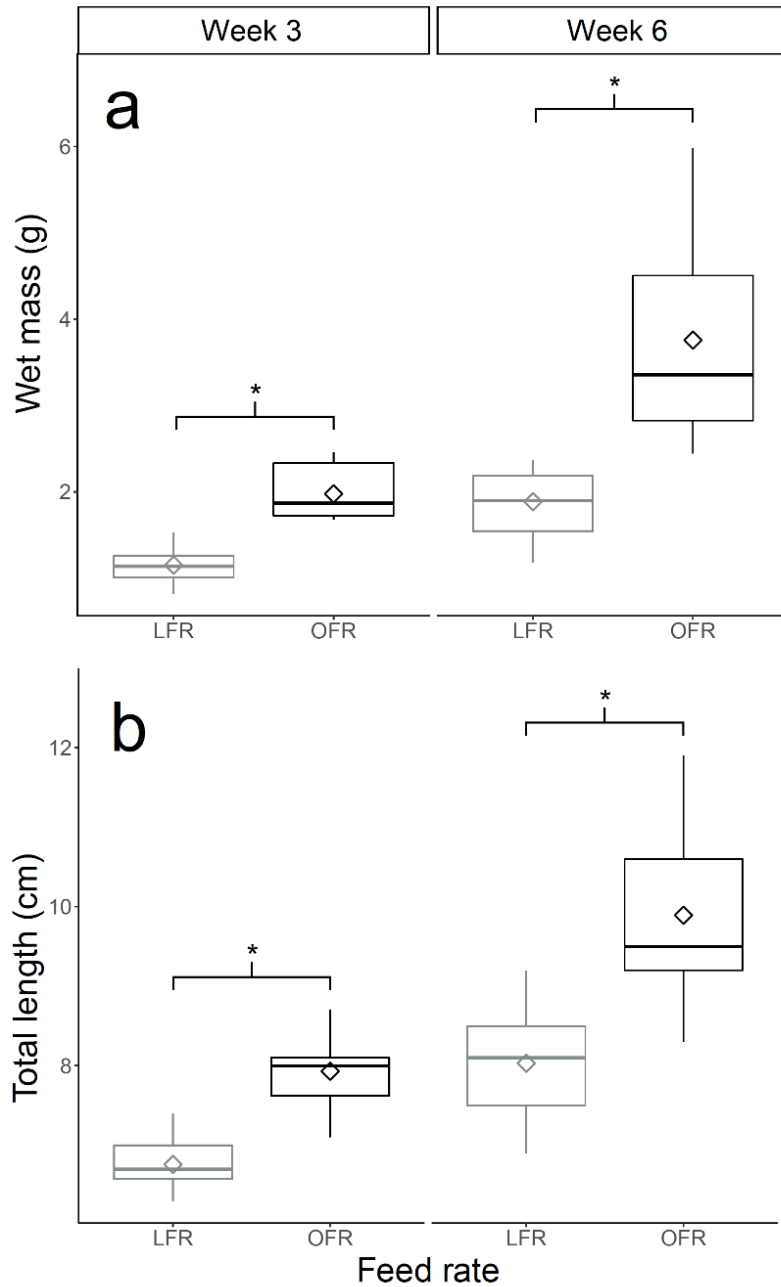 Week 3 Week 6
a
*
*
Wet mass (g)
6
4
2
LFR OFR LFR OFR
b
*
*
Total length (cm)
12
10
8
LFR OFR LFR OFR
Feed rate